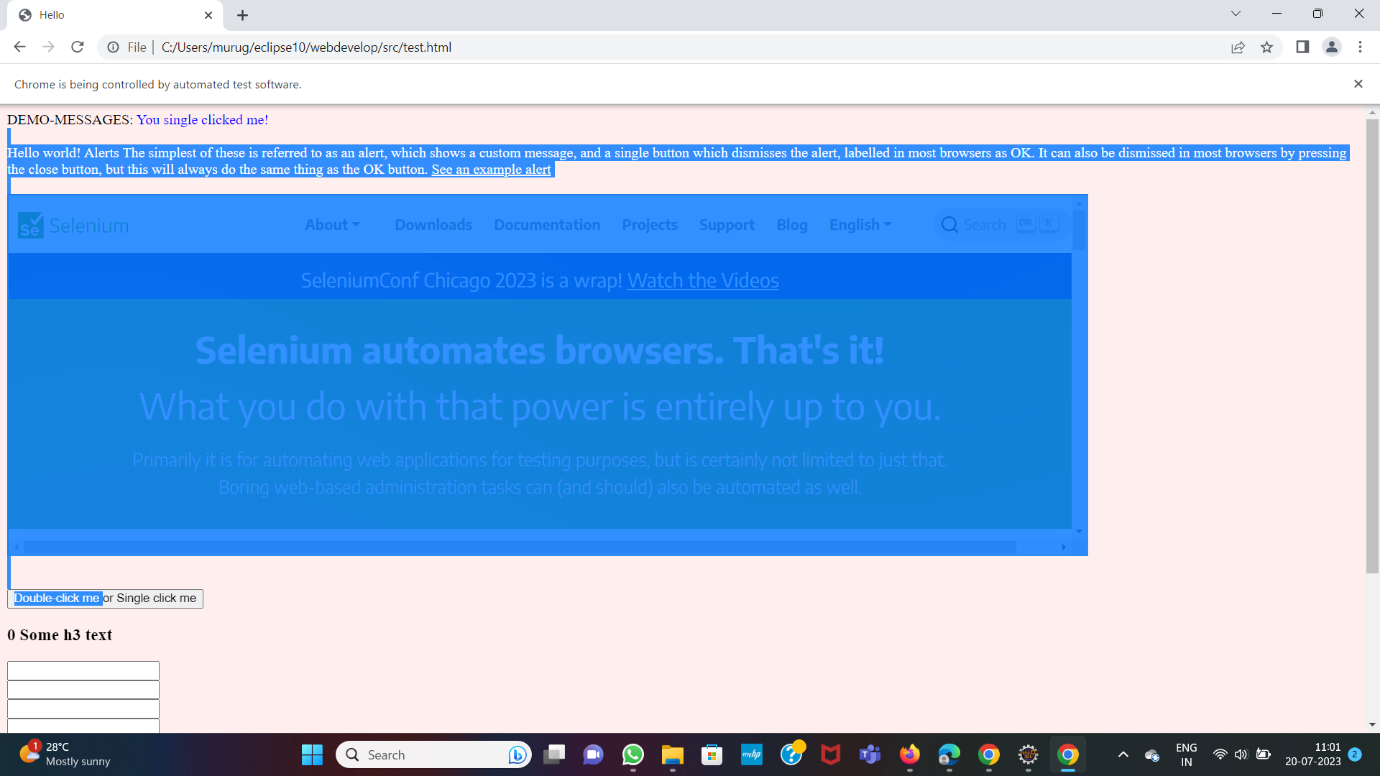 Hello
File | C:/Users/murug/eclipse10/webdevelop/src/test.html
Chrome is being controlled by automated test software.
DEMO-MESSAGES: You single clicked me!
Hello world! Alerts The simplest of these is referred to as an alert, which shows a custom message, and a single button which dismisses the alert, labelled in most browsers as OK. It can also be dismissed in most browsers by pressing
the close button, but this will always do the same thing as the OK button. See an example alert
Se Selenium About Downloads Documentation Projects Support Blog English Search K
SeleniumConf Chicago 2023 is a wrap! Watch the Videos
Selenium automates browsers. That's it!
What you do with that power is entirely up to you.
Primarily it is for automating web applications for testing purposes, but is certainly not limited to just that.
Boring web-based administration tasks can (and should) also be automated as well.
Double-click me or Single click me
0 Some h3 text
1 28°C
Mostly sunny
Search
ENG
IN
11:01
20-07-2023
2